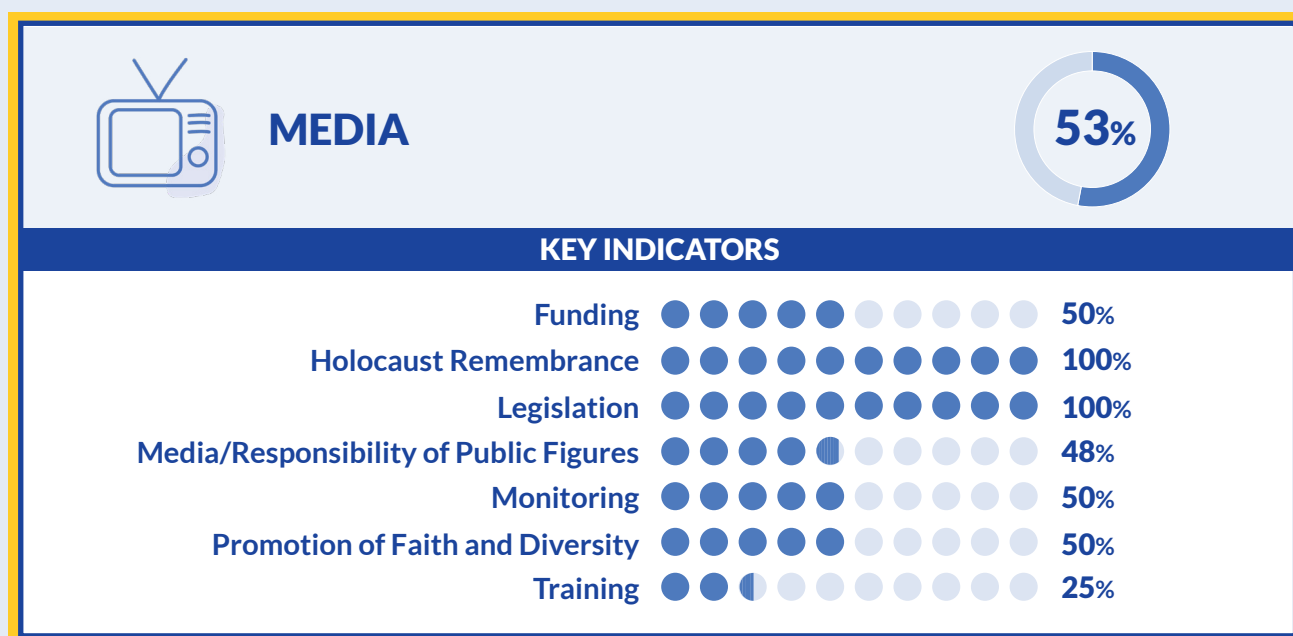 MEDIA
53%
KEY INDICATORS
Funding 50%
Holocaust Remembrance 100%
Legislation 100%
Media/Responsibility of Public Figures 48%
Monitoring 50%
Promotion of Faith and Diversity 50%
Training 25%